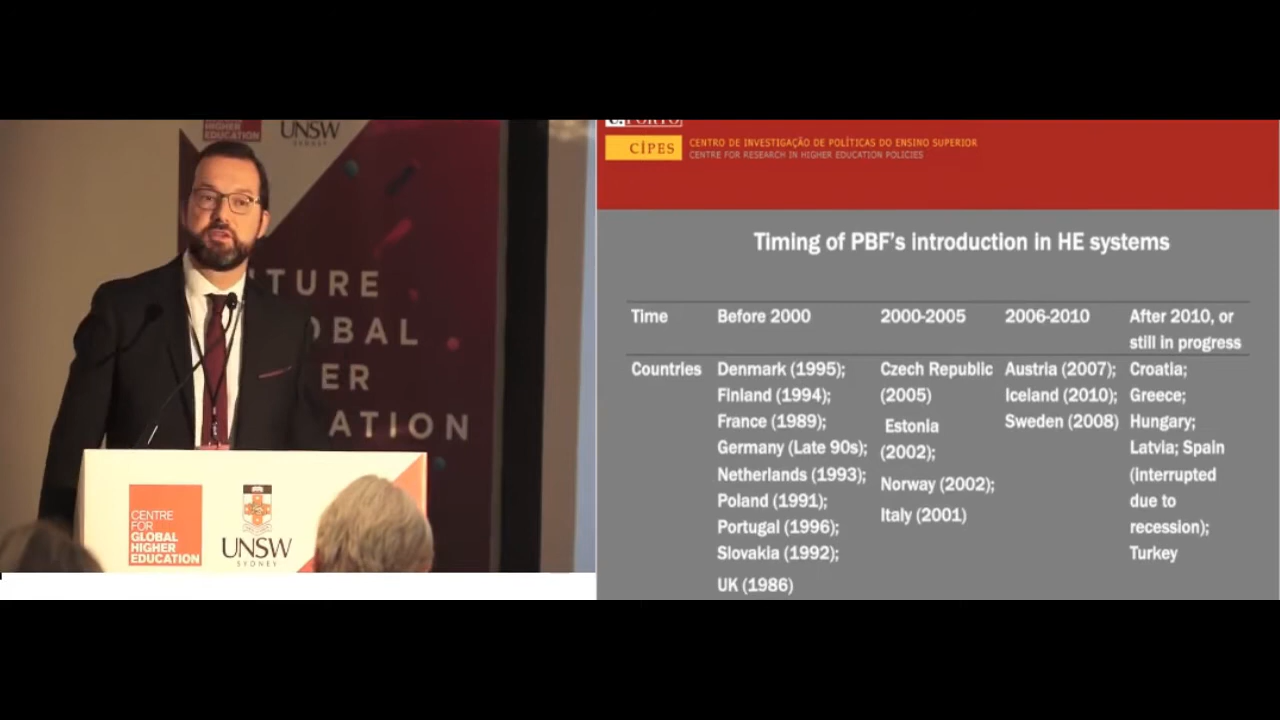 HIGHER
EDUCATION
UNSW
SYDNEY
TURE
OBAL
ER
ATION
CENTRE
FOR
GLOBAL
HIGHER
EDUCATION
UNSW
SYDNEY
U.PORTO
CIPES
CENTRO DE INVESTIGAÇÃO DE POLÍTICAS DO ENSINO SUPERIOR
CENTRE FOR RESEARCH IN HIGHER EDUCATION POLICIES
Timing of PBF's introduction in HE systems
Time Before 2000 2000-2005 2006-2010 After 2010, or
still in progress
Countries Denmark (1995); Czech Republic Austria (2007); Croatia;
Finland (1994); (2005) Iceland (2010); Greece;
France (1989); Estonia Sweden (2008) Hungary;
Germany (Late 90s); (2002); Latvia; Spain
Netherlands (1993); Norway (2002); (interrupted
Poland (1991); Italy (2001) due to
Portugal (1996); recession);
Slovakia (1992); Turkey
UK (1986)